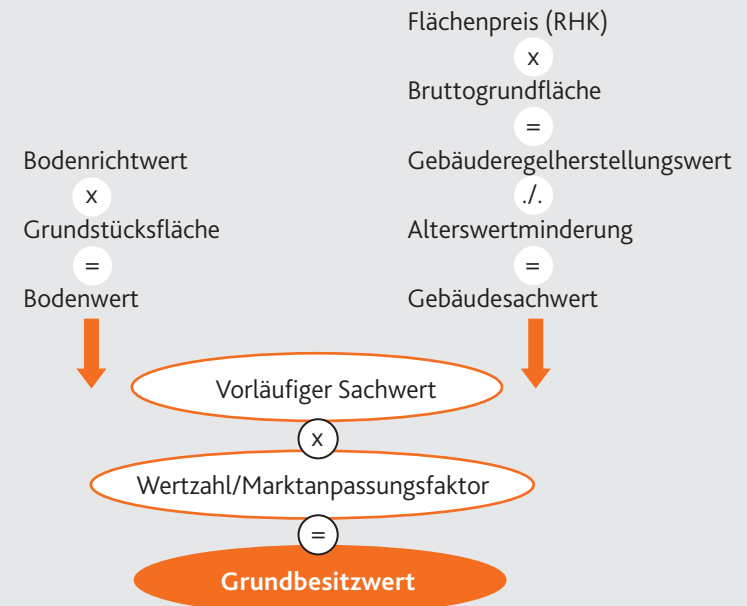 Bodenrichtwert
x
Grundstücksfläche
=
Bodenwert
Flächenpreis (RHK)
x
Bruttogrundfläche
=
Gebäuderegelherstellungswert
./.
Alterswertminderung
=
Gebäudesachwert
Vorläufiger Sachwert
x
Wertzahl/Marktanpassungsfaktor
=
Grundbesitzwert